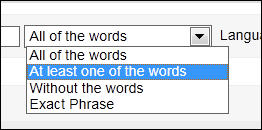 All of the words Langua
All of the words
At least one of the words
Without the words
Exact Phrase